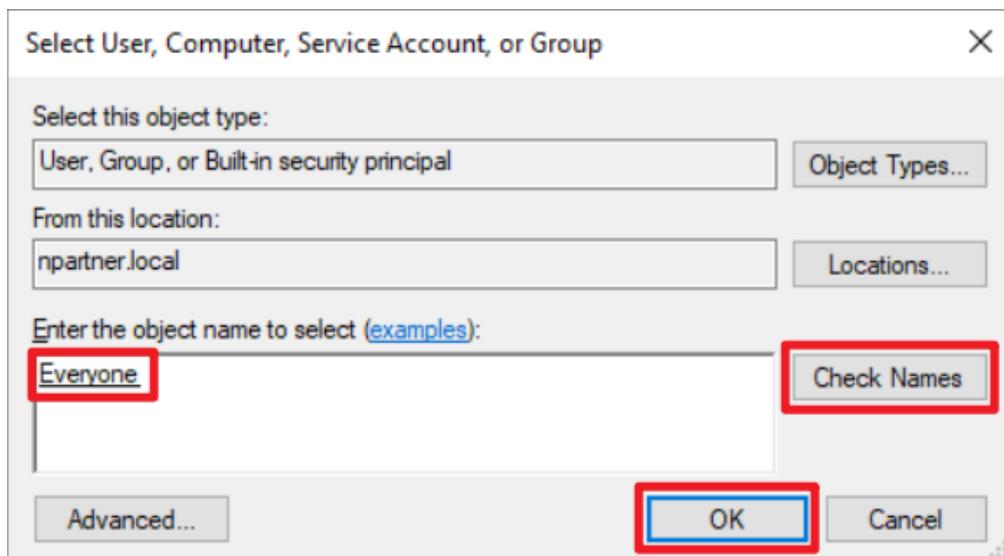 Select User, Computer, Service Account, or Group
Select this object type:
User, Group, or Built-in security principal
Object Types...
From this location:
npartner.local
Locations...
Enter the object name to select (examples):
Everyone
Check Names
Advanced...
OK
Cancel